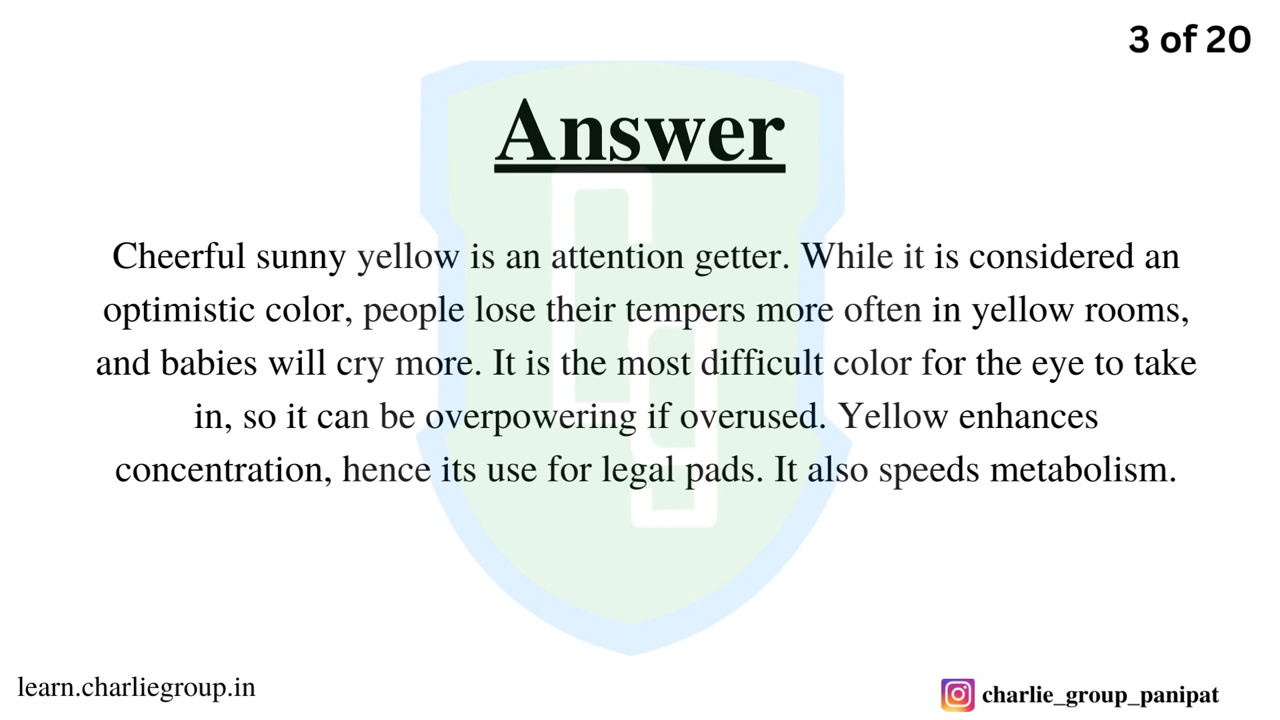 3 of 20
Answer
Cheerful sunny yellow is an attention getter. While it is considered an
optimistic color, people lose their tempers more often in yellow rooms,
and babies will cry more. It is the most difficult color for the eye to take
in, so it can be overpowering if overused. Yellow enhances
concentration, hence its use for legal pads. It also speeds metabolism.
learn.charliegroup.in
charlie_group_panipat